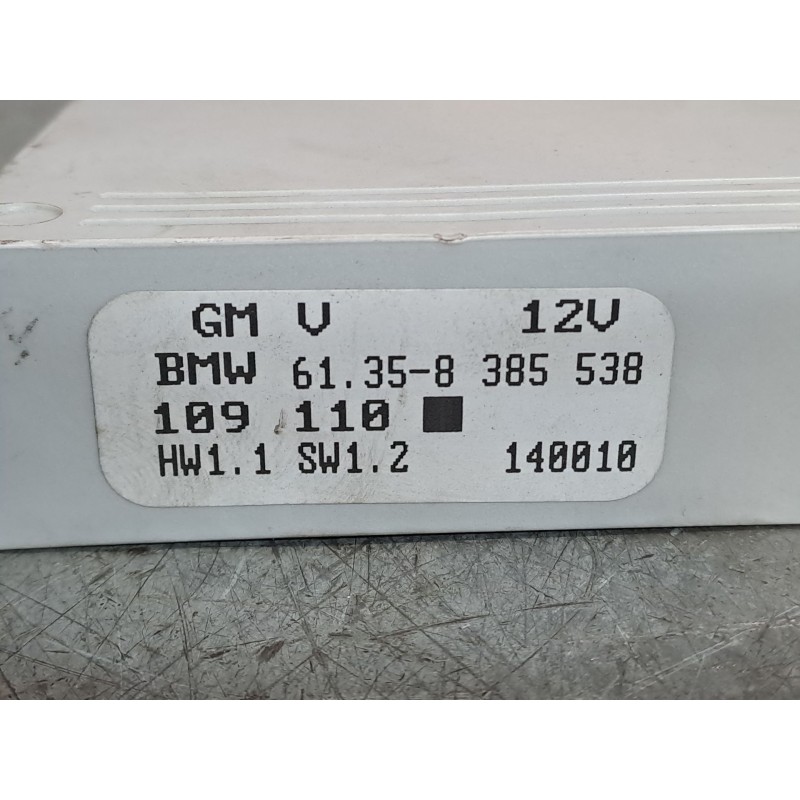 GM V 12V
BMW 61.35-8 385 538
109 110
HW1.1 SW1.2 140010